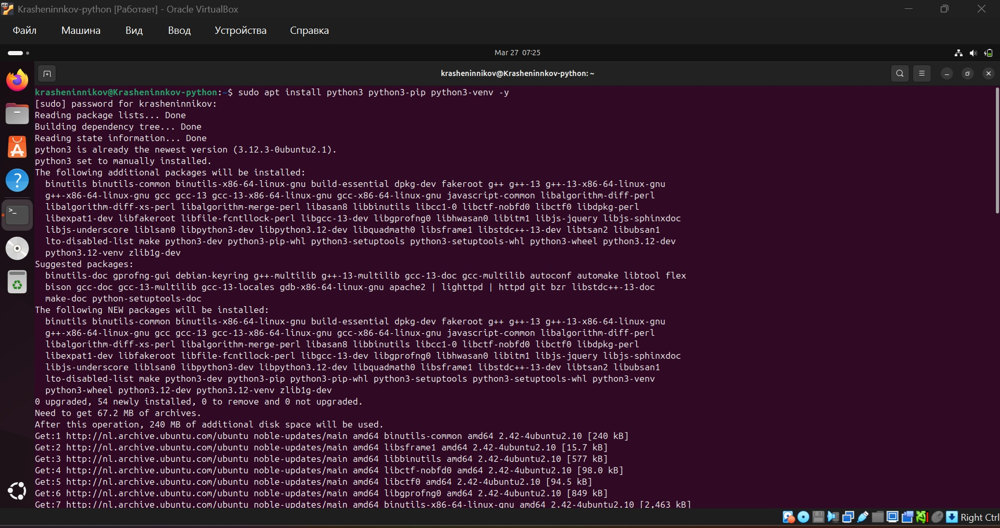 Krasheninnkov-python [Работает] - Oracle VirtualBox
Файл Машина Вид Ввод Устройства Справка
Mar 27 07:25
krasheninnikov@Krasheninnkov-python: ~
krasheninnikov@Krasheninnkov-python:~$ sudo apt install python3 python3-pip python3-venv -y
[sudo] password for krasheninnikov:
Reading package lists... Done
Building dependency tree... Done
Reading state information... Done
python3 is already the newest version (3.12.3-0ubuntu2.1).
python3 set to manually installed.
The following additional packages will be installed:
binutils binutils-common binutils-x86-64-linux-gnu build-essential dpkg-dev fakeroot g++ g++-13 g++-13-x86-64-linux-gnu
g++-x86-64-linux-gnu gcc gcc-13 gcc-13-x86-64-linux-gnu gcc-x86-64-linux-gnu javascript-common libalgorithm-diff-perl
libalgorithm-diff-xs-perl libalgorithm-merge-perl libasan8 libbinutils libcc1-0 libctf-nobfd0 libctf0 libdpkg-perl
libexpat1-dev libfakeroot libfile-fcntllock-perl libgcc-13-dev libgprofng0 libhwasan0 libitm1 libjs-jquery libjs-sphinxdoc
libjs-underscore liblsan0 libpython3-dev libpython3.12-dev libquadmath0 libsframe1 libstdc++-13-dev libtsan2 libubsan1
lto-disabled-list make python3-dev python3-pip-whl python3-setuptools python3-setuptools-whl python3-wheel python3.12-dev
python3.12-venv zlib1g-dev
Suggested packages:
binutils-doc gprofng-gui debian-keyring g++-multilib g++-13-multilib gcc-13-doc gcc-multilib autoconf automake libtool flex
bison gcc-doc gcc-13-multilib gcc-13-locales gdb-x86-64-linux-gnu apache2 | lighttpd | httpd git bzr libstdc++-13-doc
make-doc python-setuptools-doc
The following NEW packages will be installed:
binutils binutils-common binutils-x86-64-linux-gnu build-essential dpkg-dev fakeroot g++ g++-13 g++-13-x86-64-linux-gnu
g++-x86-64-linux-gnu gcc gcc-13 gcc-13-x86-64-linux-gnu gcc-x86-64-linux-gnu javascript-common libalgorithm-diff-perl
libalgorithm-diff-xs-perl libalgorithm-merge-perl libasan8 libbinutils libcc1-0 libctf-nobfd0 libctf0 libdpkg-perl
libexpat1-dev libfakeroot libfile-fcntllock-perl libgcc-13-dev libgprofng0 libhwasan0 libitm1 libjs-jquery libjs-sphinxdoc
libjs-underscore liblsan0 libpython3-dev libpython3.12-dev libquadmath0 libsframe1 libstdc++-13-dev libtsan2 libubsan1
lto-disabled-list make python3-dev python3-pip python3-pip-whl python3-setuptools python3-setuptools-whl python3-venv
python3-wheel python3.12-dev python3.12-venv zlib1g-dev
0 upgraded, 54 newly installed, 0 to remove and 0 not upgraded.
Need to get 67.2 MB of archives.
After this operation, 240 MB of additional disk space will be used.
Get:1 http://nl.archive.ubuntu.com/ubuntu noble-updates/main amd64 binutils-common amd64 2.42-4ubuntu2.10 [240 kB]
Get:2 http://nl.archive.ubuntu.com/ubuntu noble-updates/main amd64 libsframe1 amd64 2.42-4ubuntu2.10 [15.7 kB]
Get:3 http://nl.archive.ubuntu.com/ubuntu noble-updates/main amd64 libbinutils amd64 2.42-4ubuntu2.10 [577 kB]
Get:4 http://nl.archive.ubuntu.com/ubuntu noble-updates/main amd64 libctf-nobfd0 amd64 2.42-4ubuntu2.10 [98.0 kB]
Get:5 http://nl.archive.ubuntu.com/ubuntu noble-updates/main amd64 libctf0 amd64 2.42-4ubuntu2.10 [94.5 kB]
Get:6 http://nl.archive.ubuntu.com/ubuntu noble-updates/main amd64 libgprofng0 amd64 2.42-4ubuntu2.10 [849 kB]
Get:7 http://nl.archive.ubuntu.com/ubuntu noble-updates/main amd64 binutils-x86-64-linux-gnu amd64 2.42-4ubuntu2.10 [2,463 kB]
Right Ctrl